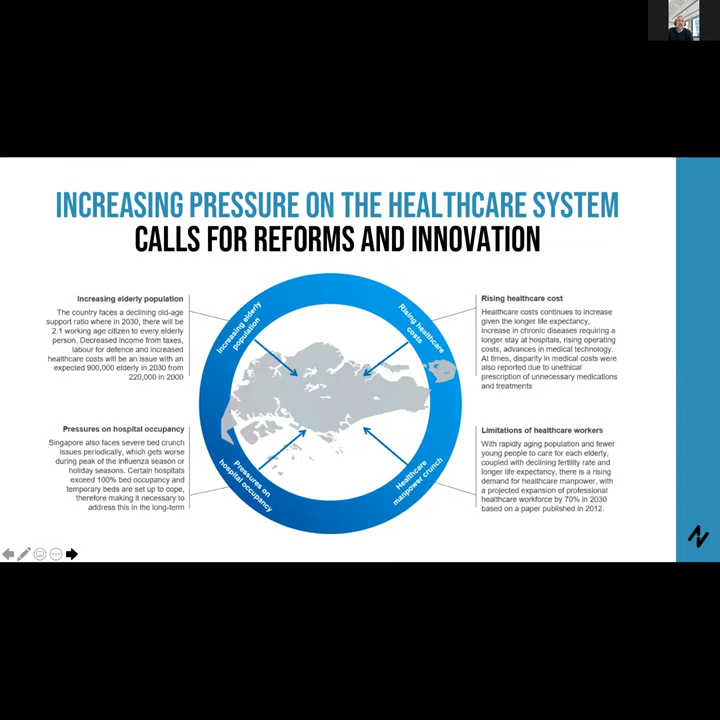 INCREASING PRESSURE ON THE HEALTHCARE SYSTEM
CALLS FOR REFORMS AND INNOVATION
Increasing elderly population
The country faces a declining old-age
support ratio where in 2030, there will be
2.1 working age citizen to every elderly
person. Decreased income from taxes,
labour for defence and increased
healthcare costs will be an issue with an
expected 900,000 elderly in 2030 from
220,000 in 2000
Increasing elderly
population
Rising healthcare
costs
Rising healthcare cost
Healthcare costs continues to increase
given the longer life expectancy,
increase in chronic diseases requiring a
longer stay at hospitals, rising operating
costs, advances in medical technology.
At times, disparity in medical costs were
also reported due to unethical
prescription of unnecessary medications
and treatments
Pressures on hospital occupancy
Singapore also faces severe bed crunch
issues periodically, which gets worse
during peak of the influenza season or
holiday seasons. Certain hospitals
exceed 100% bed occupancy and
temporary beds are set up to cope,
therefore making it necessary to
address this in the long-term
Pressures on
hospital occupancy
Healthcare
manpower crunch
Limitations of healthcare workers
With rapidly aging population and fewer
young people to care for each elderly,
coupled with declining fertility rate and
longer life expectancy, there is a rising
demand for healthcare manpower, with
a projected expansion of professional
healthcare workforce by 70% in 2030
based on a paper published in 2012.